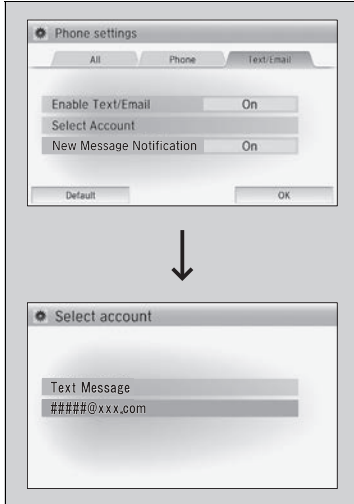 Phone settings
All Phone Text/Email
Enable Text/Email On
Select Account
New Message Notification On
Default OK
Select account
Text Message
#####@xxx.com